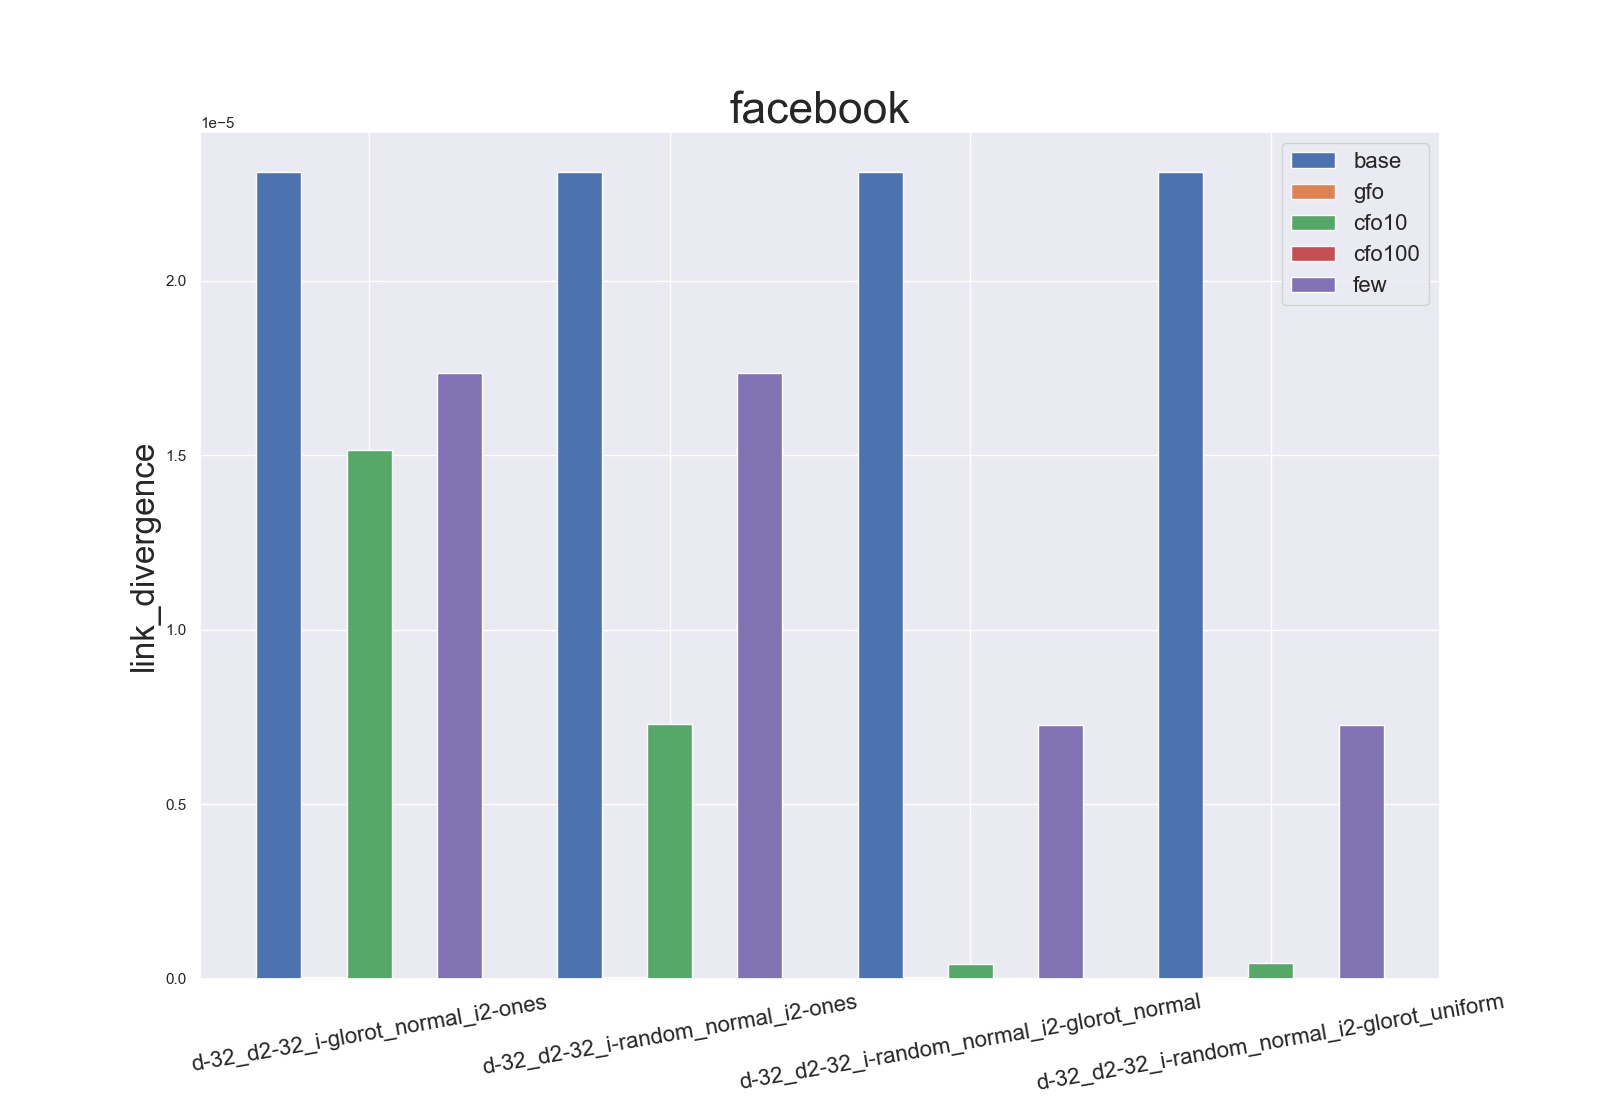 facebook
1e−5
base
gfo
cfo10
cfo100
few
2.0
1.5
1.0
0.5
0.0
link_divergence
d-32_d2-32_i-glorot_normal_i2-ones
d-32_d2-32_i-random_normal_i2-ones
d-32_d2-32_i-random_normal_i2-glorot_normal
d-32_d2-32_i-random_normal_i2-glorot_uniform